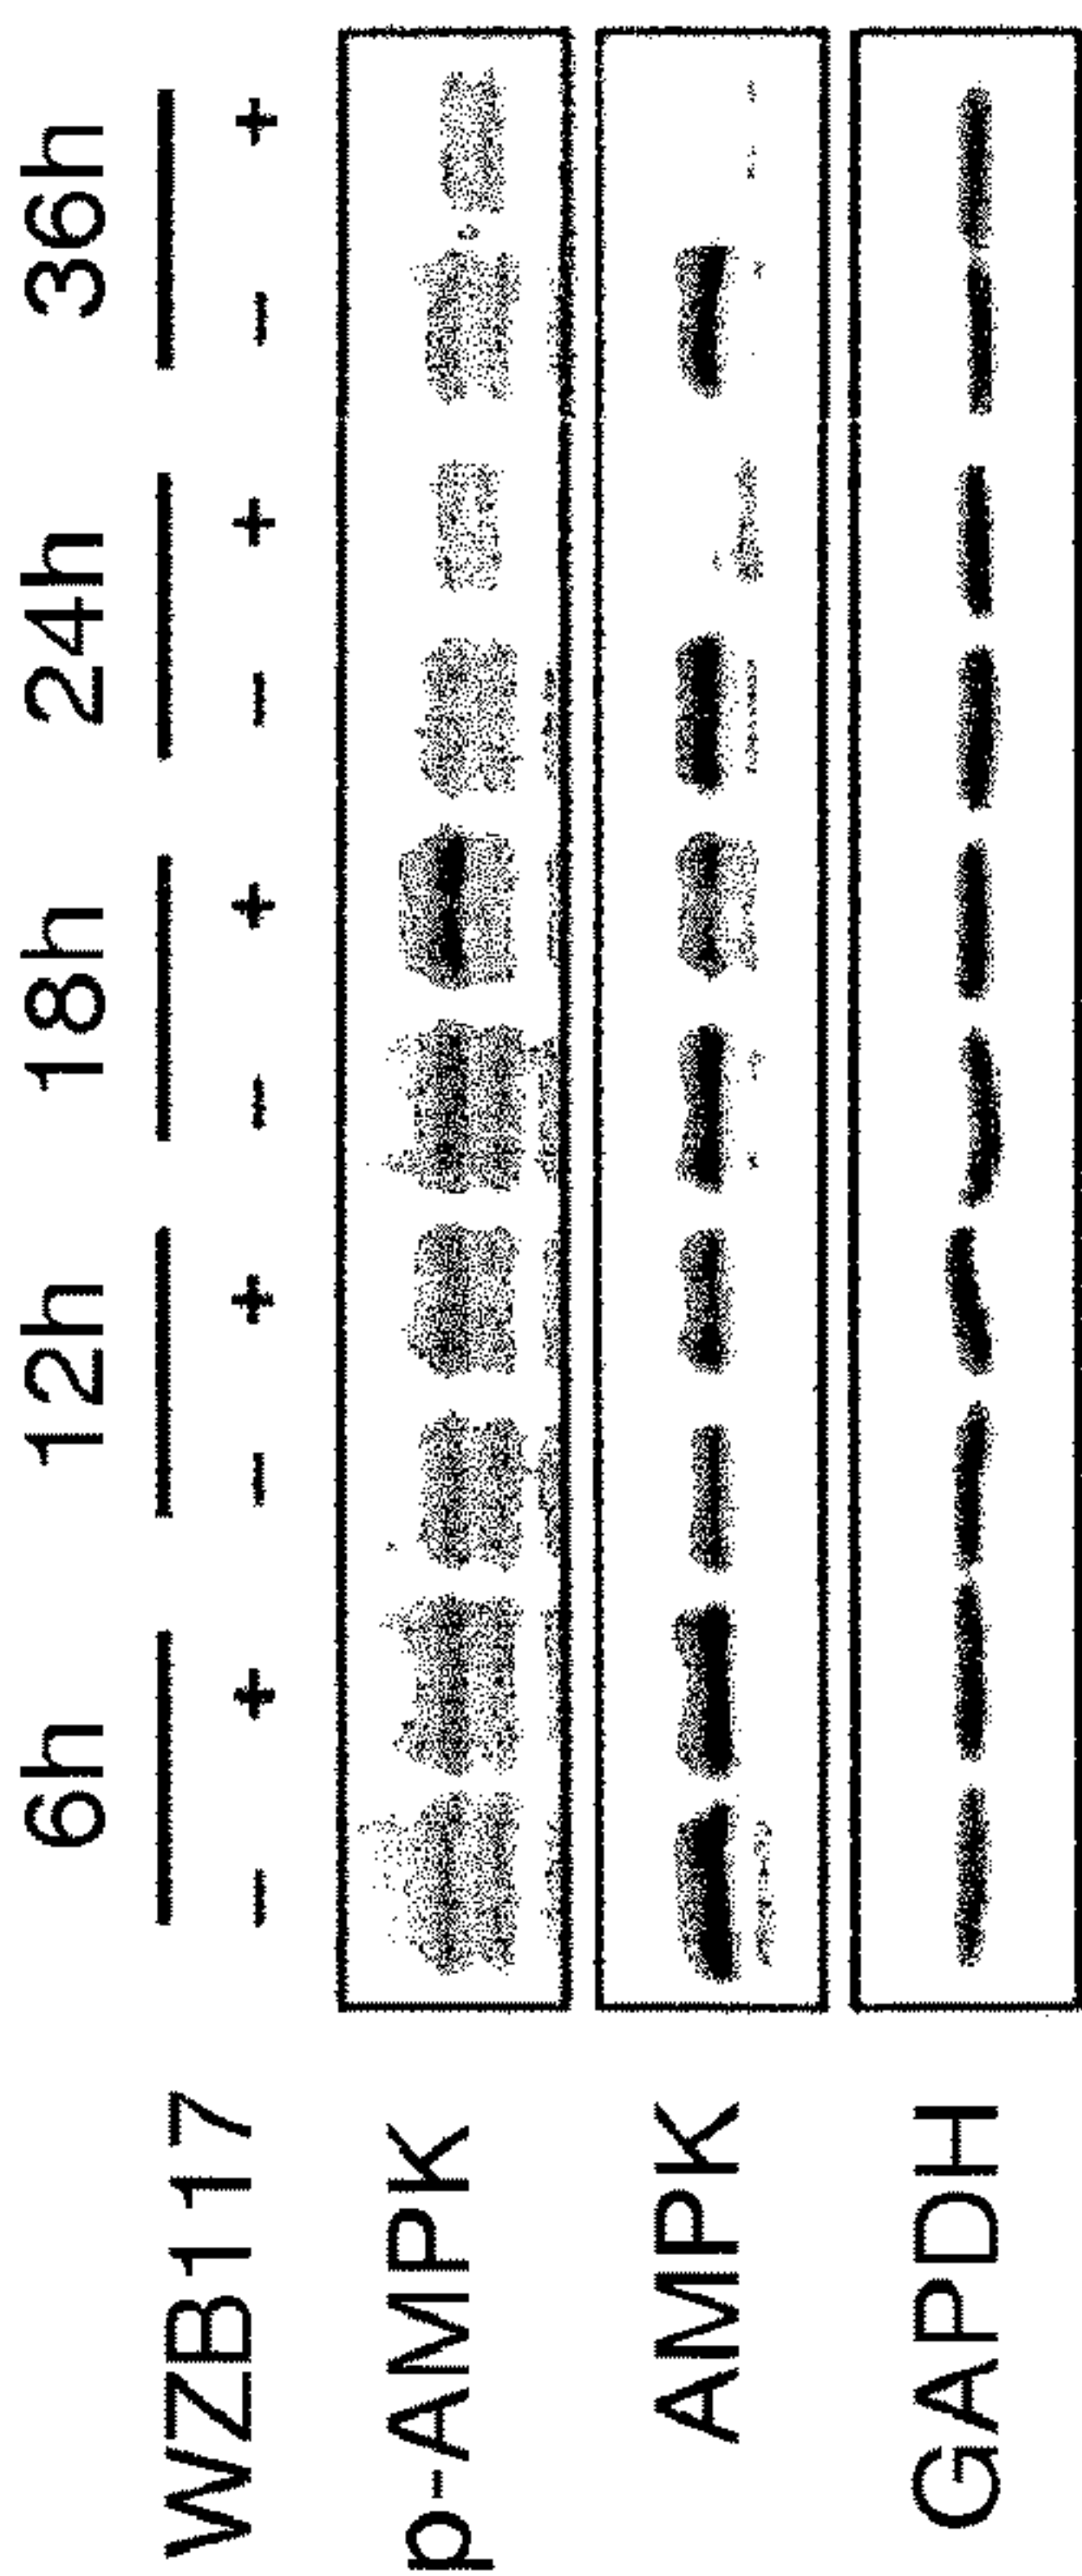 6h 12h 18h 24h 36h
WZB117 – + – + – + – + – +
p-AMPK
AMPK
GAPDH